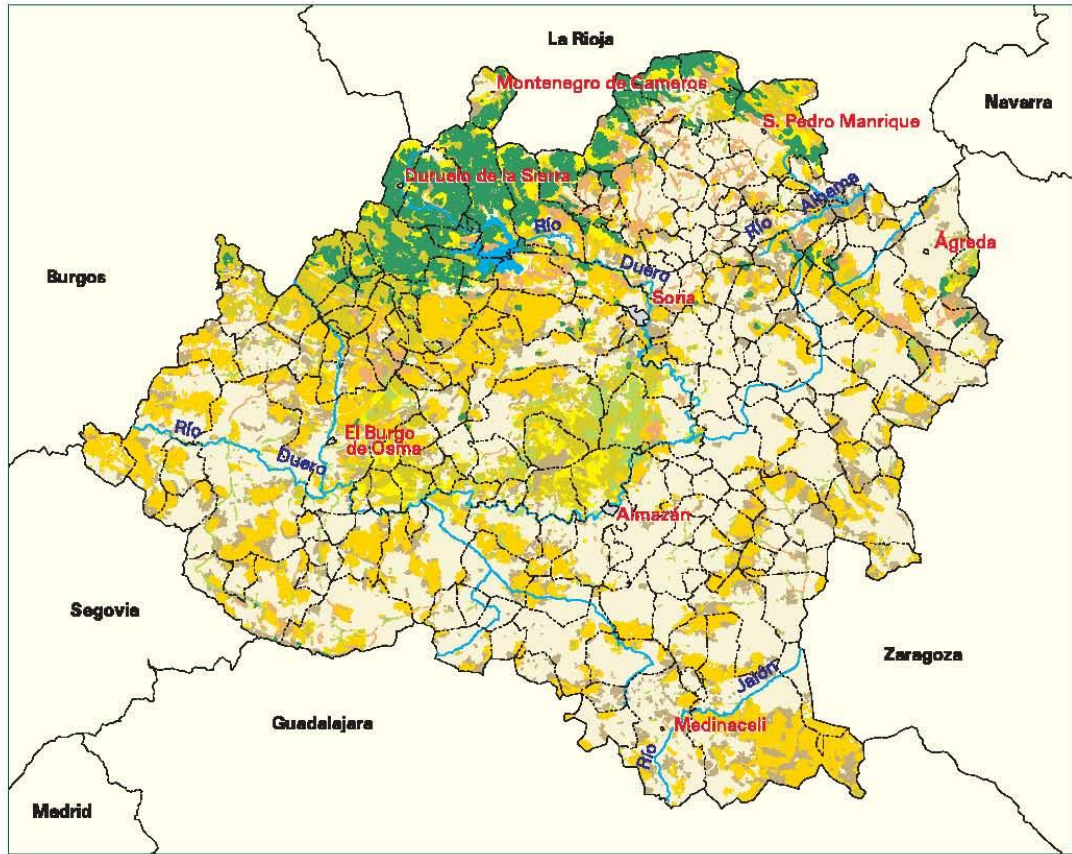 La Rioja
Montenegro de Cameros
Navarra
S. Pedro Manrique
Duruelo de la Sierra
Río Alhama
Río Duero
Ágreda
Burgos
Soria
El Burgo
de Osma
Río Duero
Almazán
Segovia
Zaragoza
Río Jalón
Medinaceli
Guadalajara
Madrid